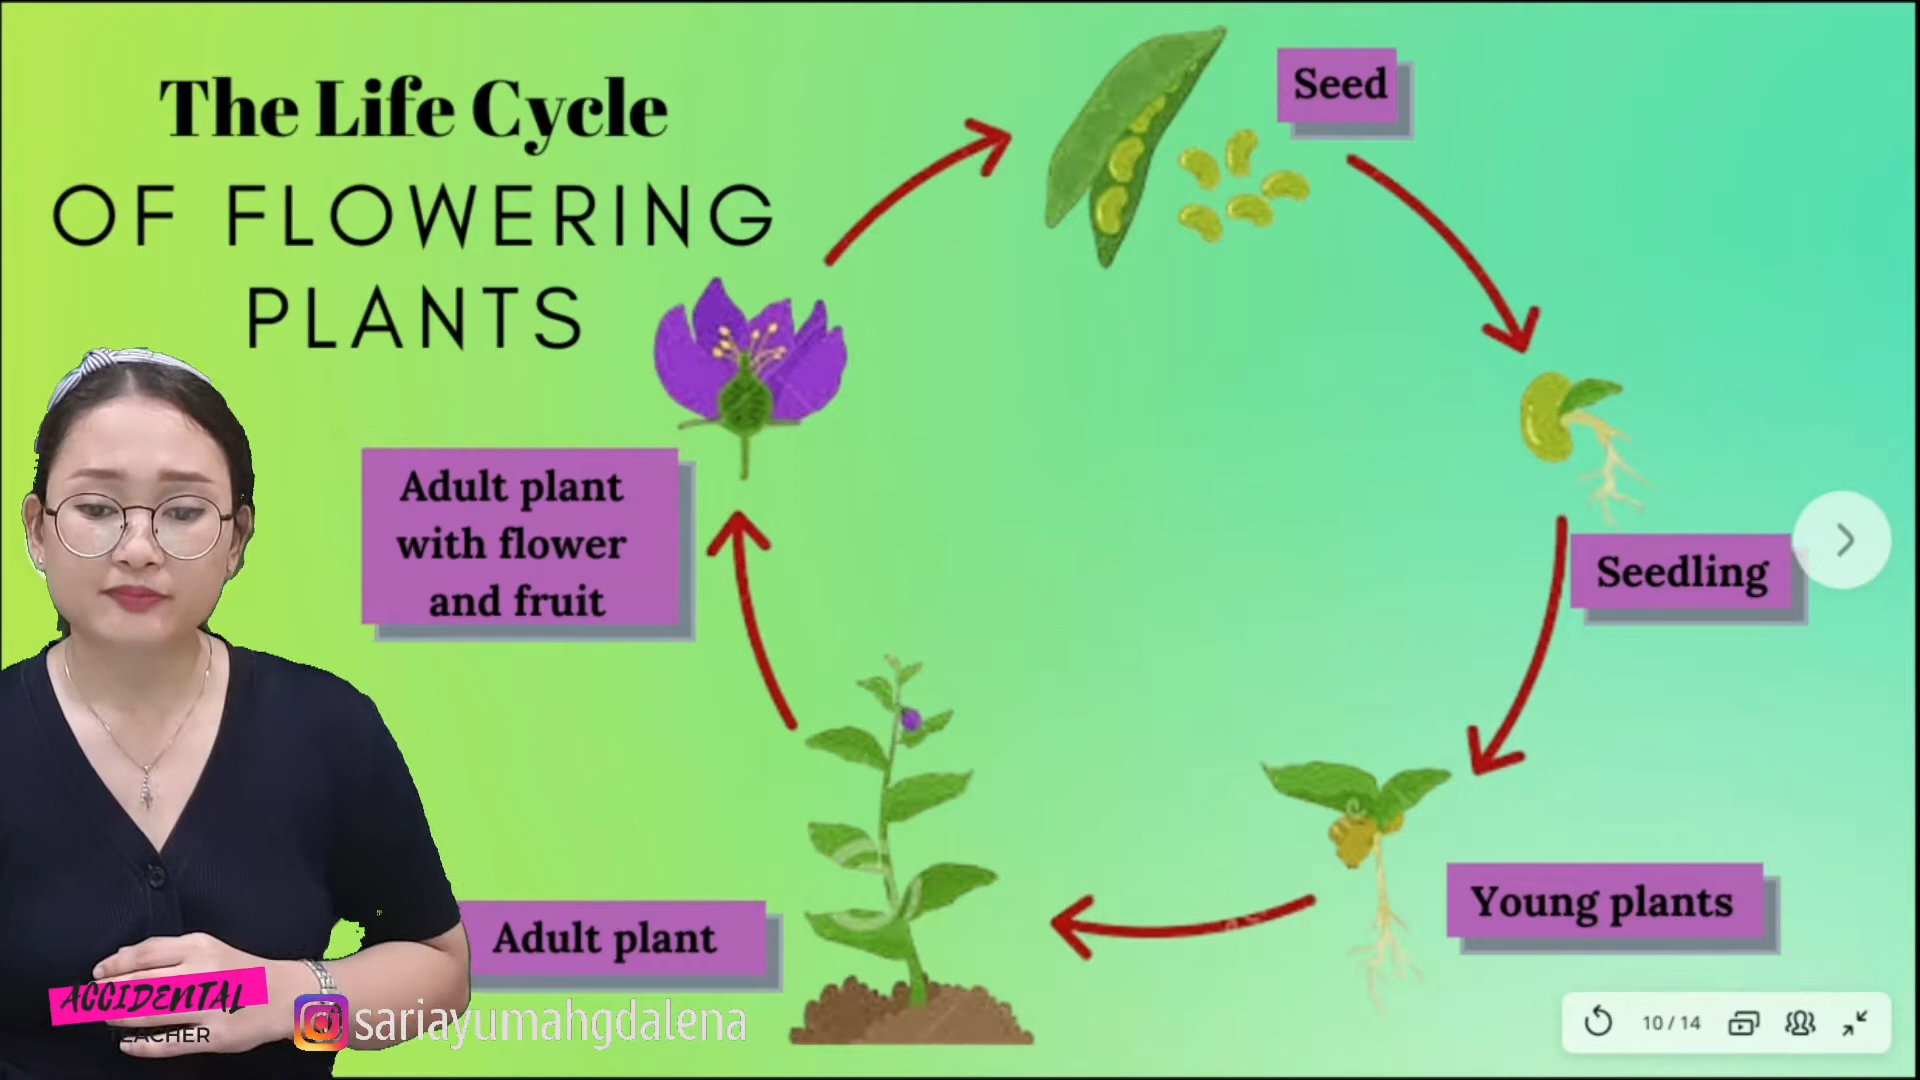 The Life Cycle
OF FLOWERING
PLANTS
Seed
Seedling
Young plants
Adult plant
Adult plant
with flower
and fruit
ACCIDENTAL
sariayumahgdalena
10 / 14